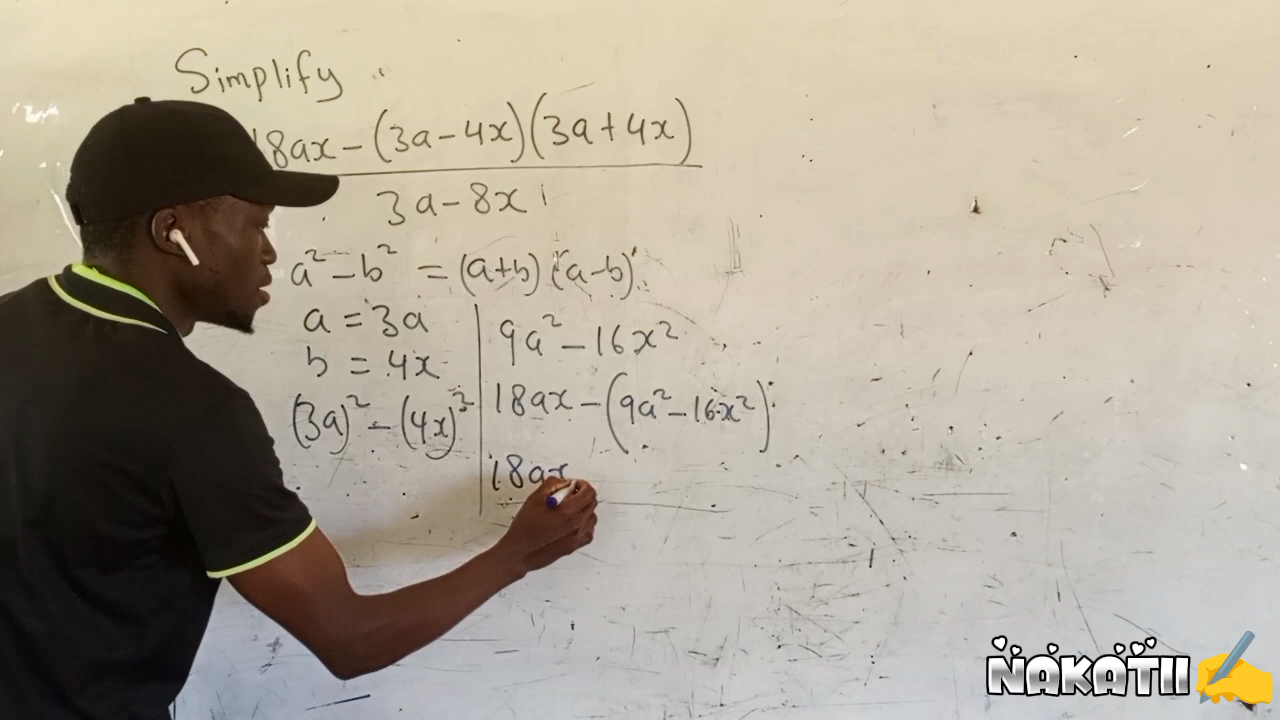 Simplify
18ax - (3a - 4x)(3a + 4x)
3a - 8x
a² - b² = (a+b) (a-b)
a = 3a
b = 4x
(3a)² - (4x)²
9a² - 16x²
18ax - (9a² - 16x²)
18ax
NAKATII